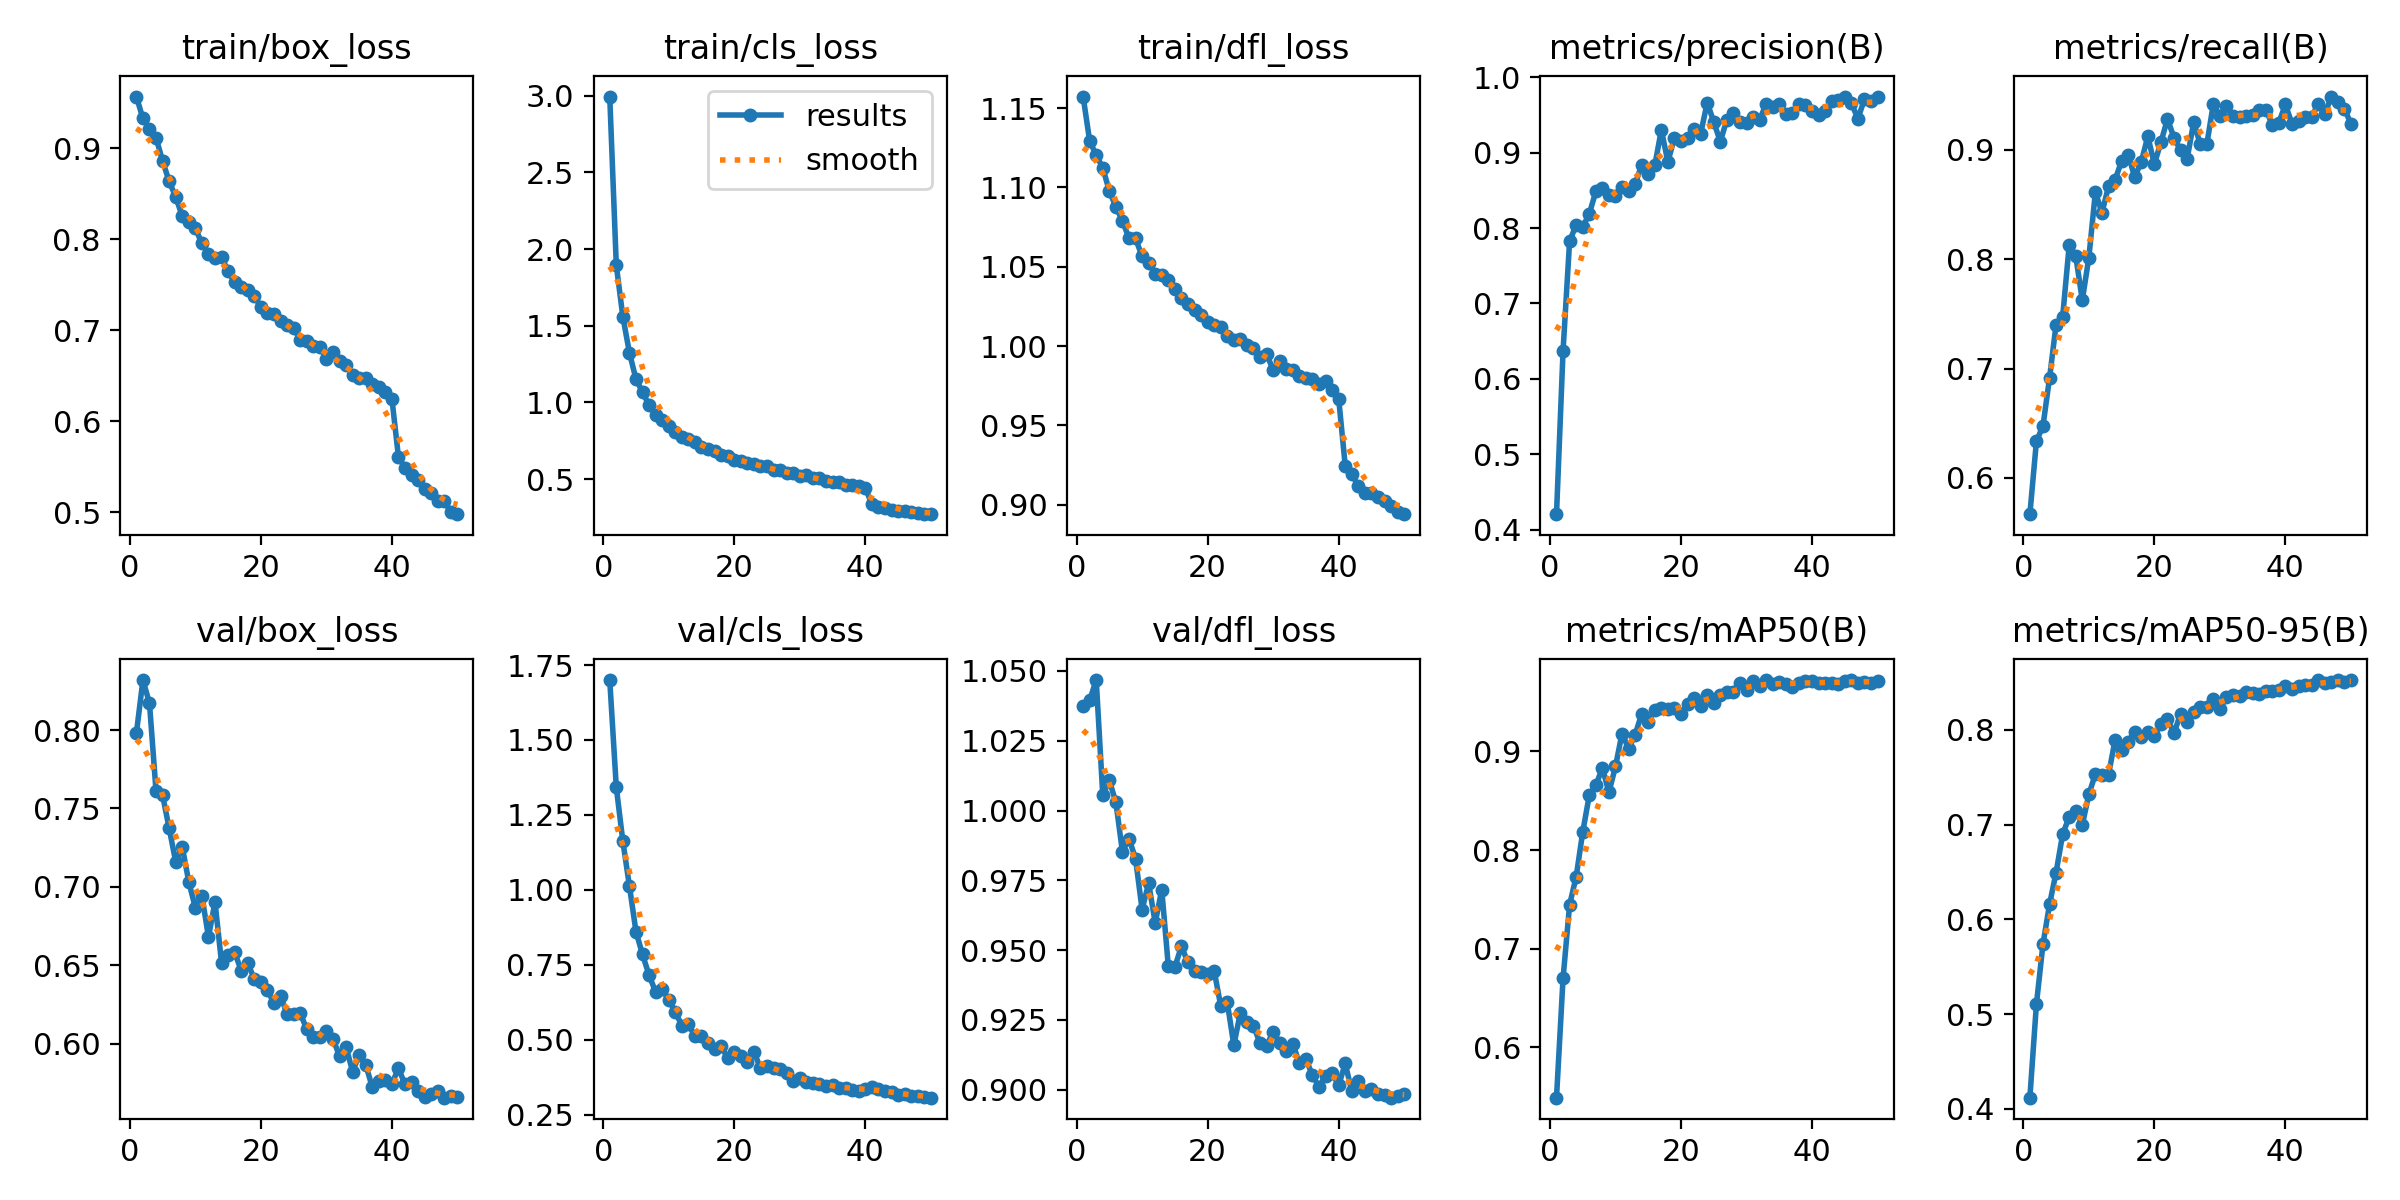 train/box_loss
0.9
0.8
0.7
0.6
0.5
0 20 40
train/cls_loss
results
smooth
3.0
2.5
2.0
1.5
1.0
0.5
0 20 40
train/dfl_loss
1.15
1.10
1.05
1.00
0.95
0.90
0 20 40
metrics/precision(B)
1.0
0.9
0.8
0.7
0.6
0.5
0.4
0 20 40
metrics/recall(B)
0.9
0.8
0.7
0.6
0 20 40
val/box_loss
0.80
0.75
0.70
0.65
0.60
0 20 40
val/cls_loss
1.75
1.50
1.25
1.00
0.75
0.50
0.25
0 20 40
val/dfl_loss
1.050
1.025
1.000
0.975
0.950
0.925
0.900
0 20 40
metrics/mAP50(B)
0.9
0.8
0.7
0.6
0 20 40
metrics/mAP50-95(B)
0.8
0.7
0.6
0.5
0.4
0 20 40